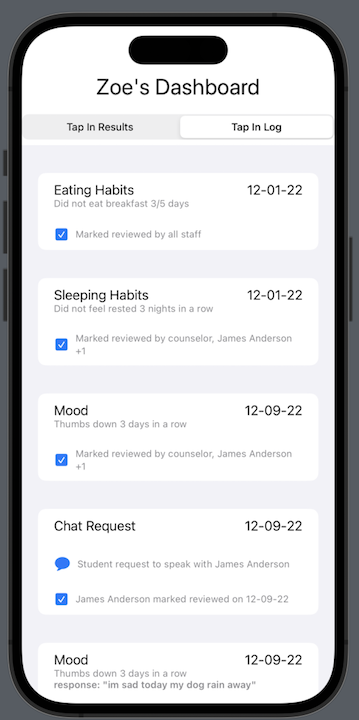 Zoe's Dashboard
Tap In Results
Tap In Log
Eating Habits 12-01-22
Did not eat breakfast 3/5 days
Marked reviewed by all staff
Sleeping Habits 12-01-22
Did not feel rested 3 nights in a row
Marked reviewed by counselor, James Anderson
+1
Mood 12-09-22
Thumbs down 3 days in a row
Marked reviewed by counselor, James Anderson
+1
Chat Request 12-09-22
Student request to speak with James Anderson
James Anderson marked reviewed on 12-09-22
Mood 12-09-22
Thumbs down 3 days in a row
response: "im sad today my dog rain away"